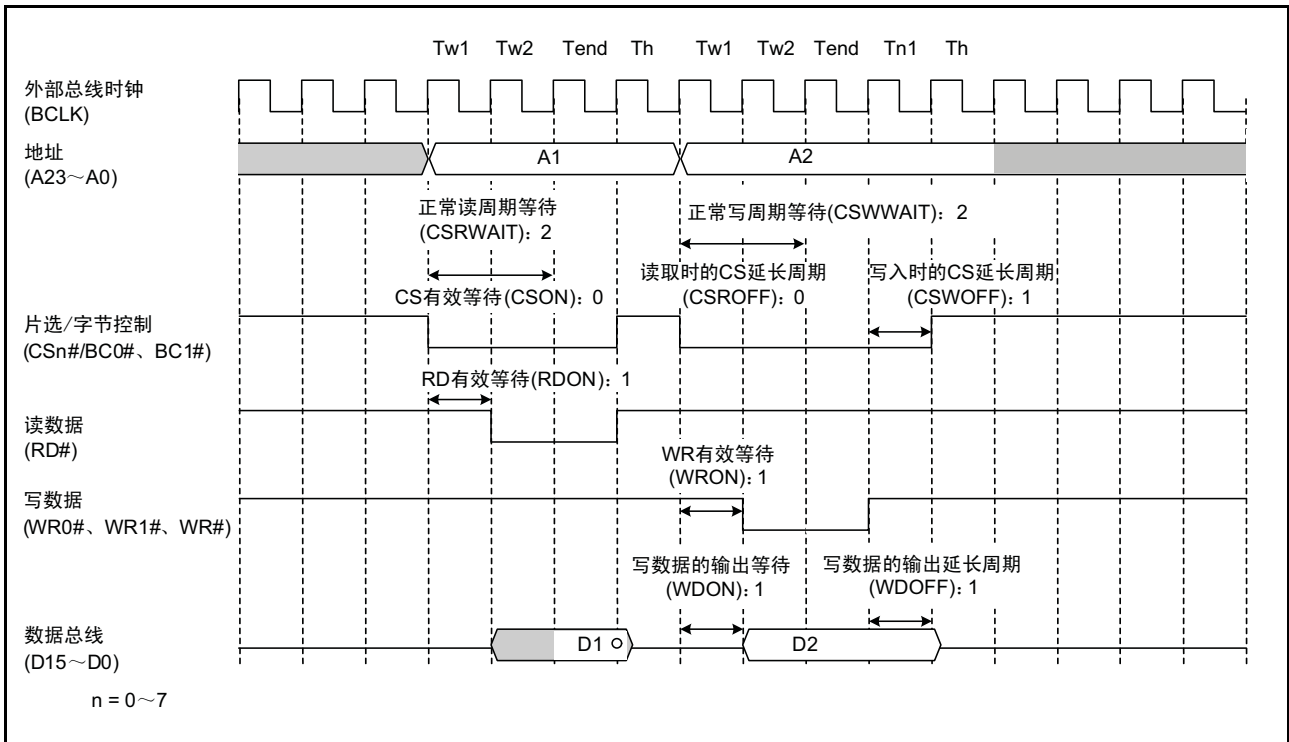 Tw1 Tw2 Tend Th Tw1 Tw2 Tend Tn1 Th
外部总线时钟
(BCLK)
地址
(A23～A0)
A1 A2
正常读周期等待
(CSRWAIT)：2
正常写周期等待(CSWWAIT)：2
CS有效等待(CSON)：0
读取时的CS延长周期
(CSROFF)：0
写入时的CS延长周期
(CSWOFF)：1
片选/字节控制
(CSn#/BC0#、BC1#)
RD有效等待(RDON)：1
读数据
(RD#)
WR有效等待
(WRON)：1
写数据
(WR0#、WR1#、WR#)
写数据的输出等待
(WDON)：1
写数据的输出延长周期
(WDOFF)：1
数据总线
(D15～D0)
D1 D2
n = 0～7